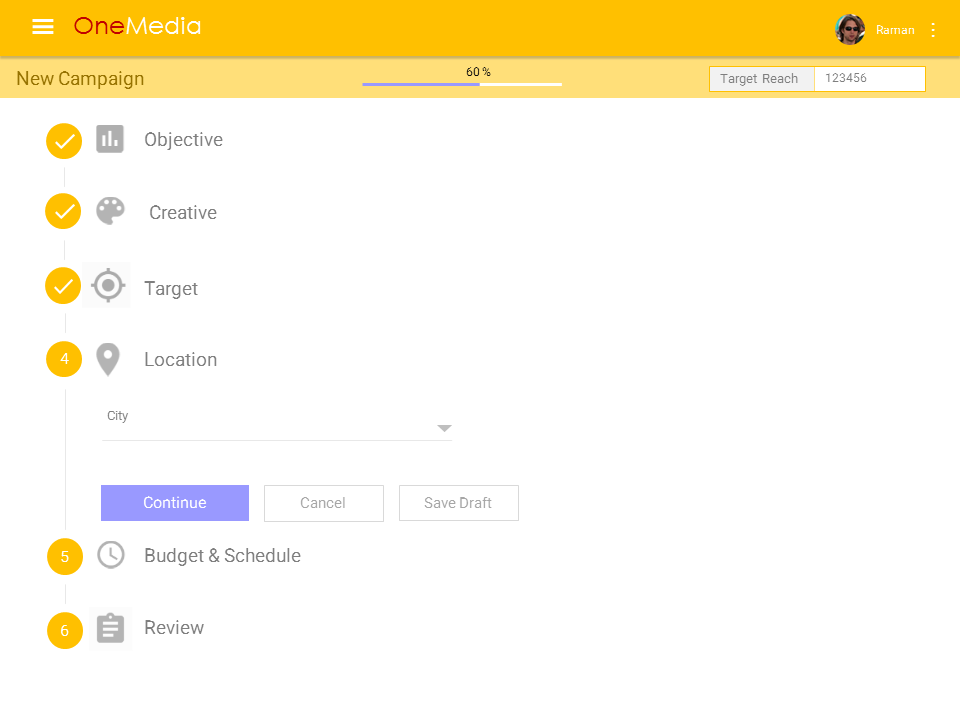 OneMedia
Raman
New Campaign
60 %
Target Reach
123456
Objective
Creative
Target
4
Location
City
Continue
Cancel
Save Draft
5
Budget & Schedule
6
Review